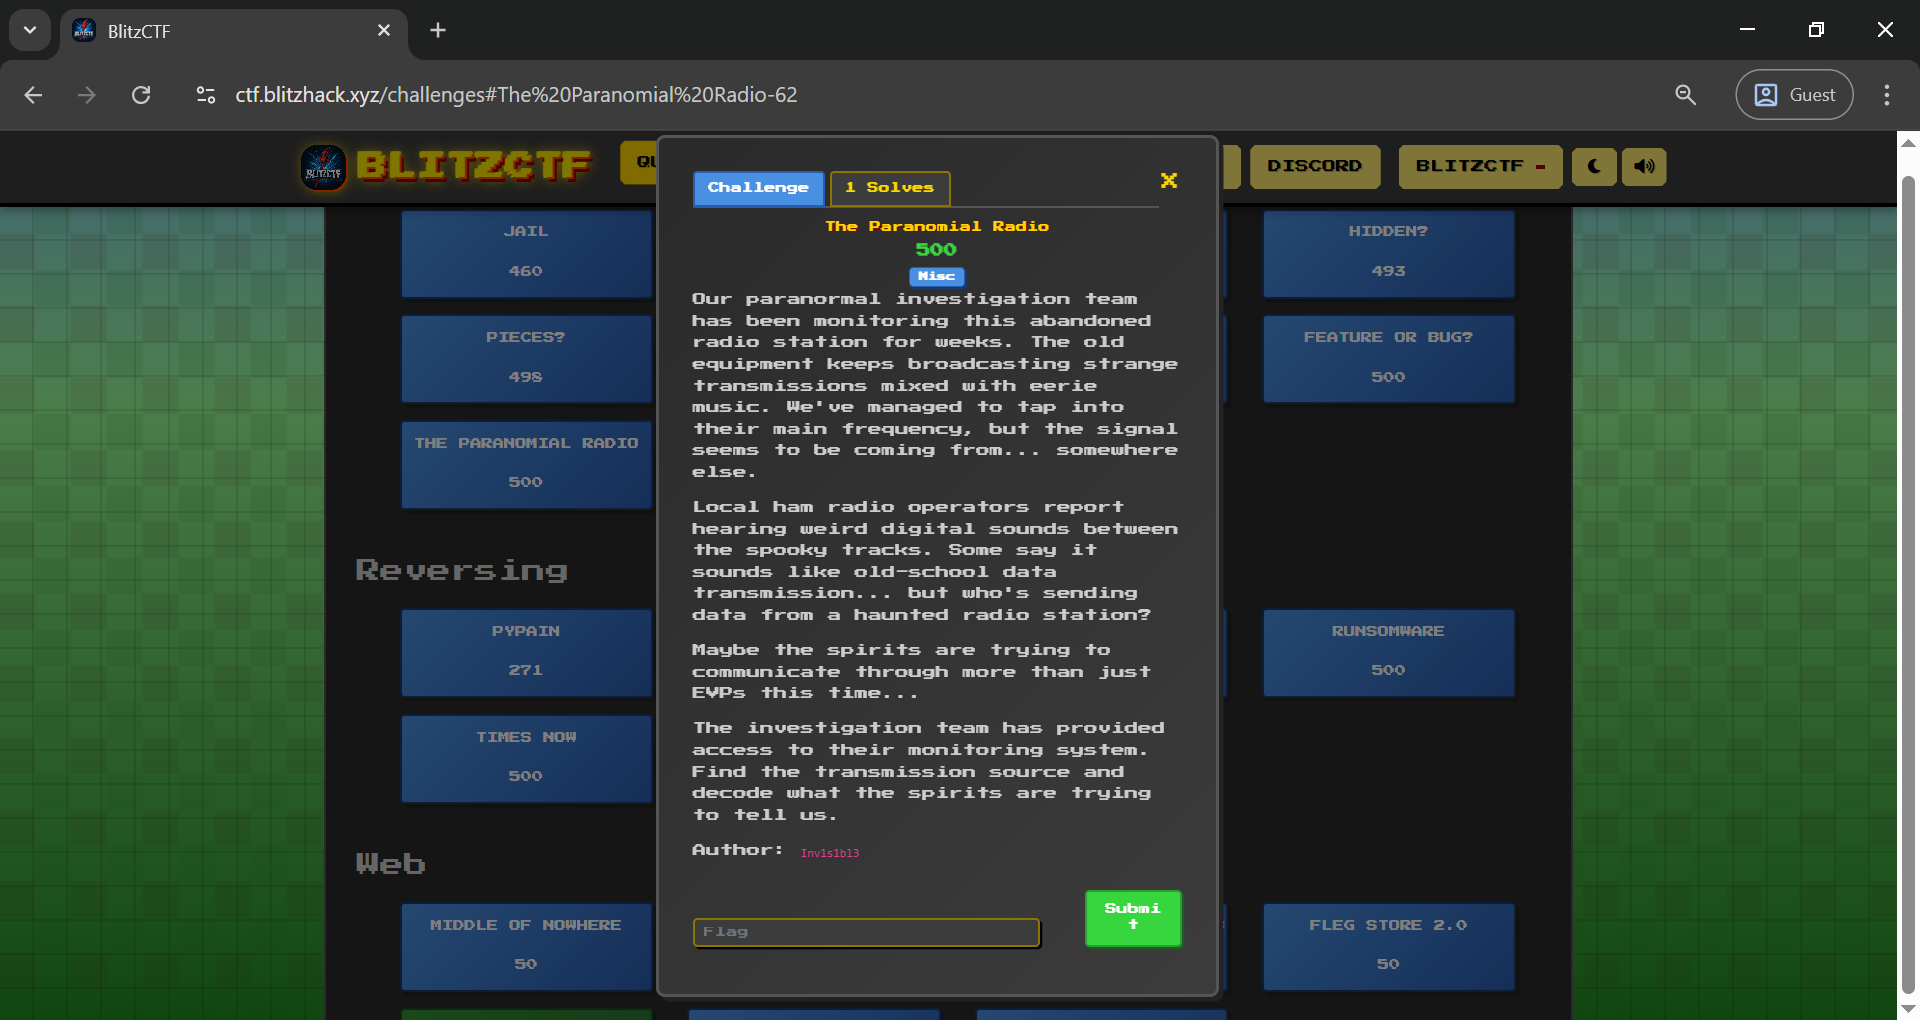 BlitzCTF
ctf.blitzhack.xyz/challenges#The%20Paranomial%20Radio-62
Guest
BLITZCTF
BLITZCTF
DISCORD
BLITZCTF
Challenge
1 Solves
X
The Paranomial Radio
500
Misc
Our paranormal investigation team
has been monitoring this abandoned
radio station for weeks. The old
equipment keeps broadcasting strange
transmissions mixed with eerie
music. We've managed to tap into
their main frequency, but the signal
seems to be coming from... somewhere
else.
Local ham radio operators report
hearing weird digital sounds between
the spooky tracks. Some say it
sounds like old-school data
transmission... but who's sending
data from a haunted radio station?
Maybe the spirits are trying to
communicate through more than just
EVPs this time...
The investigation team has provided
access to their monitoring system.
Find the transmission source and
decode what the spirits are trying
to tell us.
Author: Inv1s1bl3
Flag
Submi
t
JAIL
460
HIDDEN?
493
PIECES?
498
FEATURE OR BUG?
500
THE PARANOMIAL RADIO
500
Reversing
PYPAIN
271
RUNSOMWARE
500
TIMES NOW
500
Web
MIDDLE OF NOWHERE
50
FLEG STORE 2.0
50